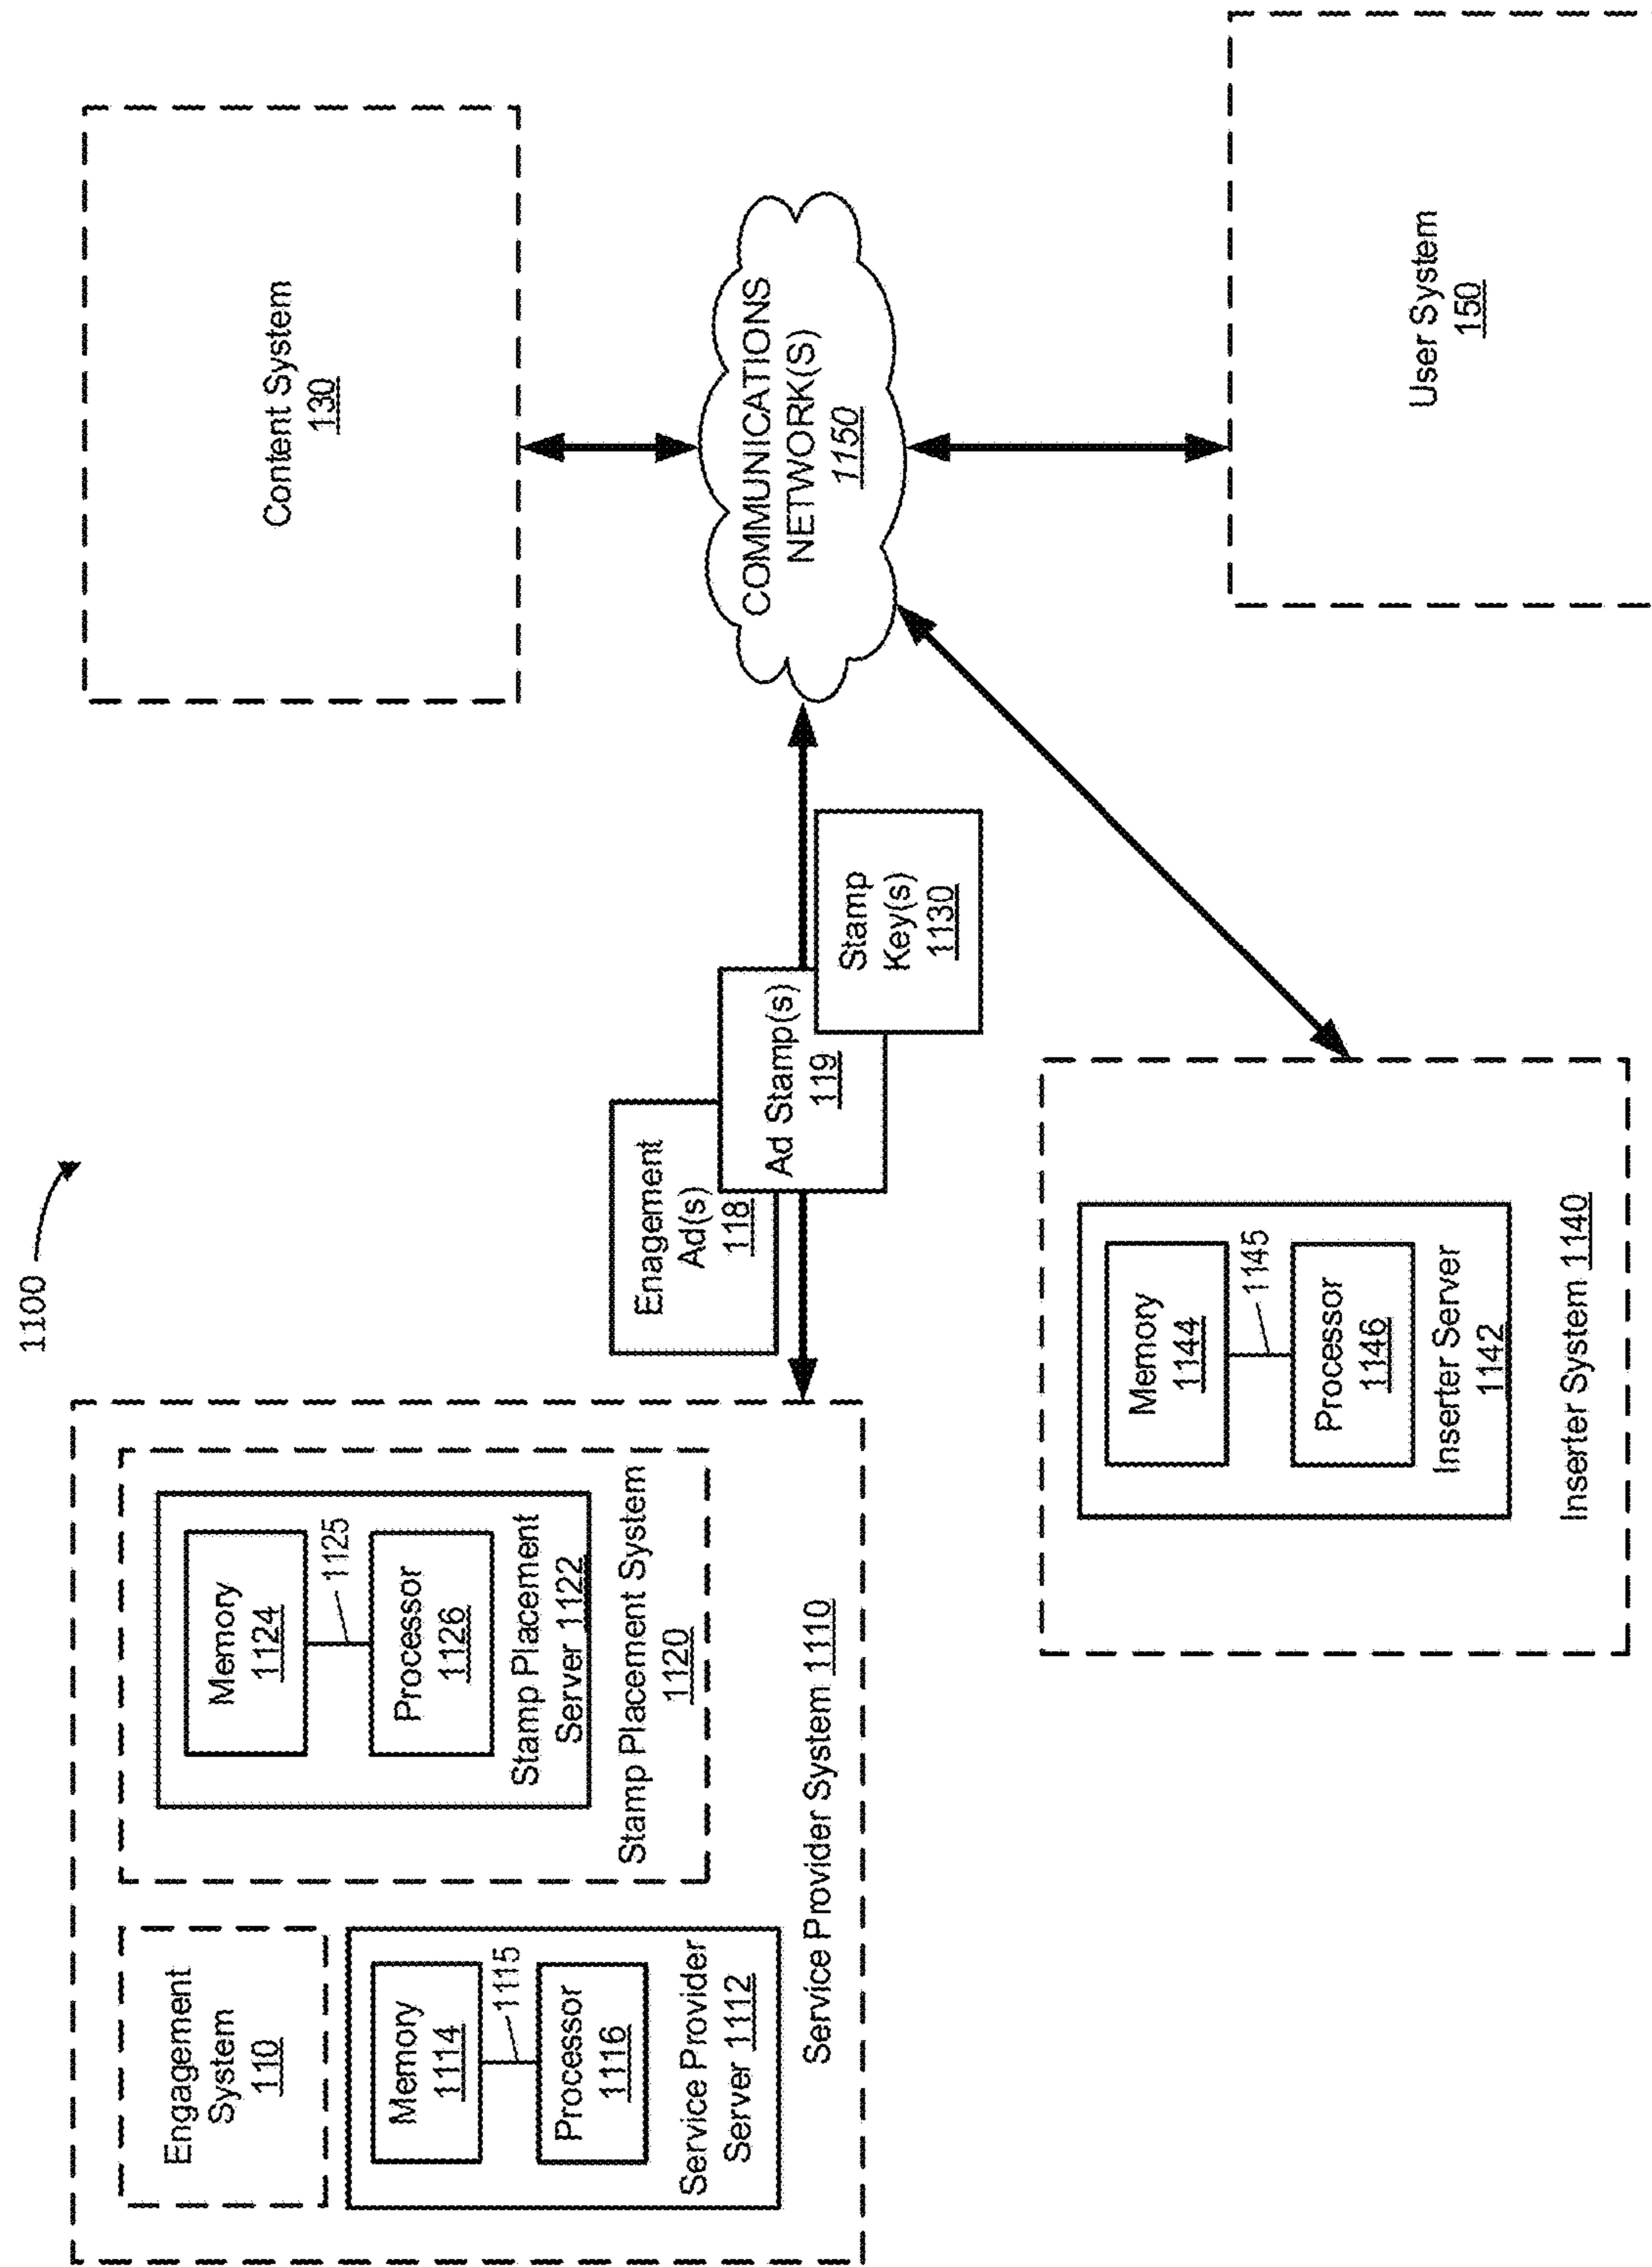 1100
Engagement
System
110
Memory
1114
1115
Processor
1116
Service Provider
Server 1112
Memory
1124
1125
Processor
1126
Stamp Placement
Server 1122
Stamp Placement System
1120
Service Provider System 1110
Enagement
Ad(s)
118
Ad Stamp(s)
119
Stamp
Key(s)
1130
Content System
130
COMMUNICATIONS
NETWORK(S)
1150
Memory
1144
1145
Processor
1146
Inserter Server
1142
Inserter System 1140
User System
150